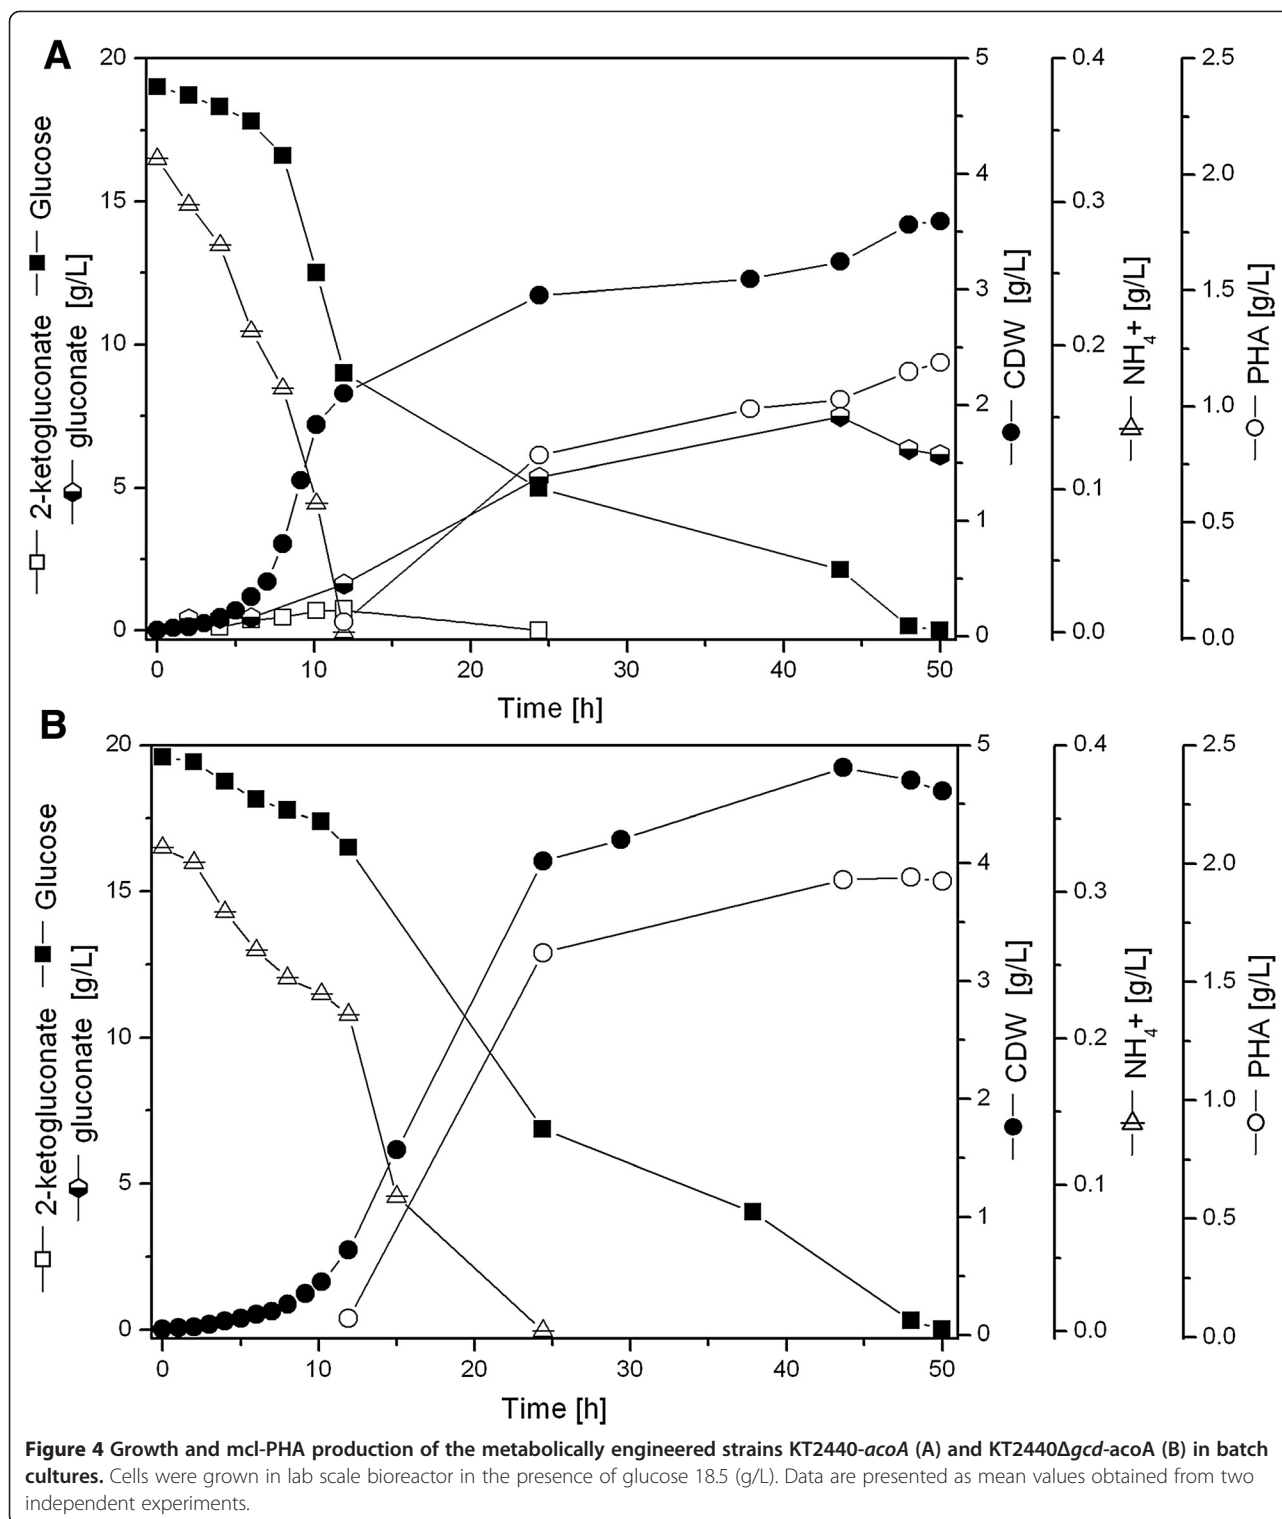 A
20
15
10
5
0
0
10
20
30
40
50
Time [h]
2-ketogluconate
Glucose
gluconate [g/L]
5
4
3
2
1
0
CDW [g/L]
0.4
0.3
0.2
0.1
0.0
NH4+ [g/L]
2.5
2.0
1.5
1.0
0.5
0.0
PHA [g/L]
B
20
15
10
5
0
0
10
20
30
40
50
Time [h]
2-ketogluconate
Glucose
gluconate [g/L]
5
4
3
2
1
0
CDW [g/L]
0.4
0.3
0.2
0.1
0.0
NH4+ [g/L]
2.5
2.0
1.5
1.0
0.5
0.0
PHA [g/L]
Figure 4 Growth and mcl-PHA production of the metabolically engineered strains KT2440-acoA (A) and KT2440Δgcd-acoA (B) in batch
cultures. Cells were grown in lab scale bioreactor in the presence of glucose 18.5 (g/L). Data are presented as mean values obtained from two
independent experiments.